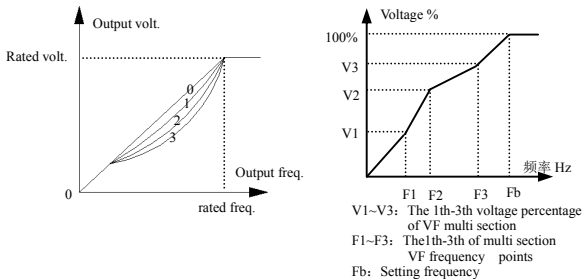 Output volt.
Rated volt.
0
1
2
3
Output freq.
0
rated freq.
Voltage %
100%
V3
V2
V1
频率 Hz
F1 F2 F3 Fb
V1~V3：The 1th-3th voltage percentage
of VF multi section
F1~F3：The1th-3th of multi section
VF frequency points
Fb：Setting frequency